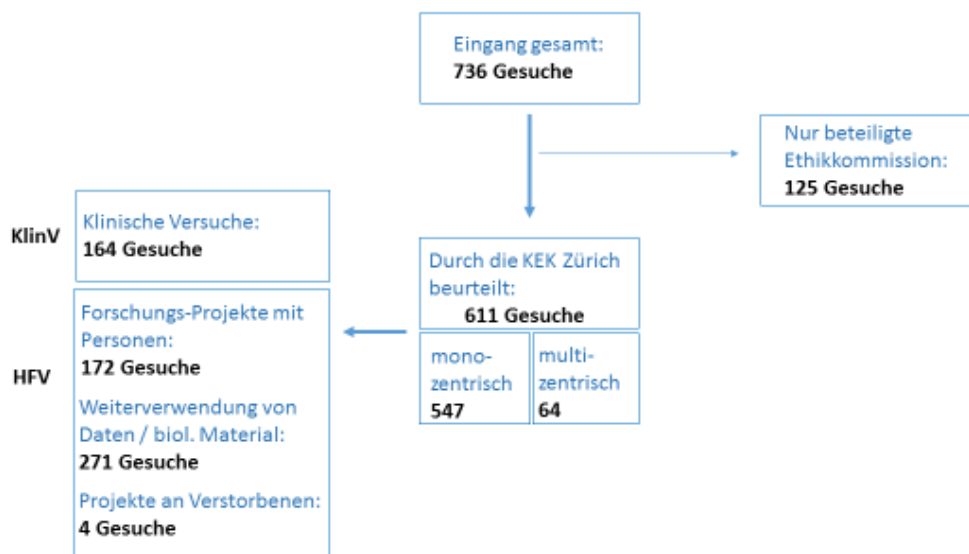 Eingang gesamt:
736 Gesuche
Nur beteiligte
Ethikkommission:
125 Gesuche
KlinV
Klinische Versuche:
164 Gesuche
Durch die KEK Zürich
beurteilt:
611 Gesuche
mono-
zentrisch
547
multi-
zentrisch
64
HFV
Forschungs-Projekte mit
Personen:
172 Gesuche
Weiterverwendung von
Daten / biol. Material:
271 Gesuche
Projekte an Verstorbenen:
4 Gesuche